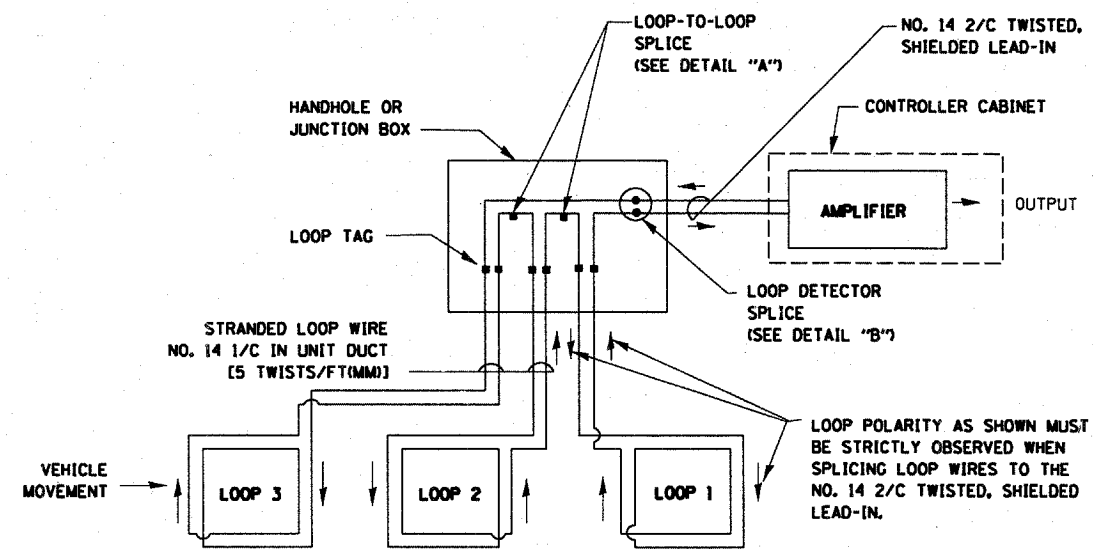 LOOP-TO-LOOP
SPLICE
(SEE DETAIL "A")
NO. 14 2/C TWISTED,
SHIELDED LEAD-IN
HANDHOLE OR
JUNCTION BOX
CONTROLLER CABINET
AMPLIFIER
OUTPUT
LOOP TAG
LOOP DETECTOR
SPLICE
(SEE DETAIL "B")
STRANDED LOOP WIRE
NO. 14 1/C IN UNIT DUCT
[5 TWISTS/FT(MM)]
LOOP POLARITY AS SHOWN MUST
BE STRICTLY OBSERVED WHEN
SPLICING LOOP WIRES TO THE
NO. 14 2/C TWISTED, SHIELDED
LEAD-IN.
VEHICLE
MOVEMENT
LOOP 3
LOOP 2
LOOP 1